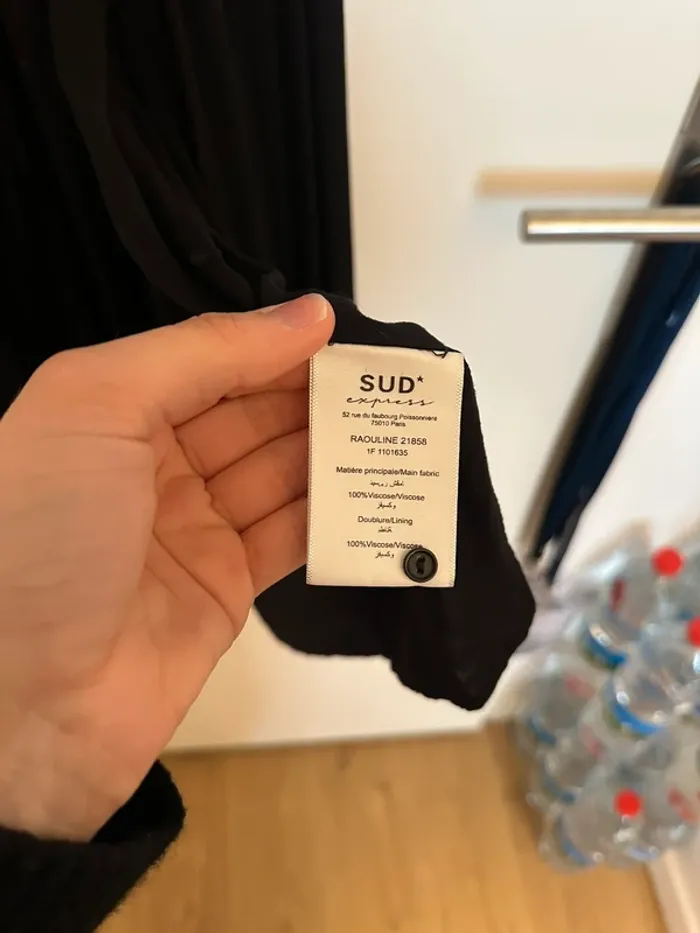 SUD*
express
52 rue du faubourg Poissonnière
75010 Paris
RAOULINE 21858
1F 1101635
Matière principale/Main fabric
100%Viscose/Viscose
Doublure/Lining
100%Viscose/Viscose